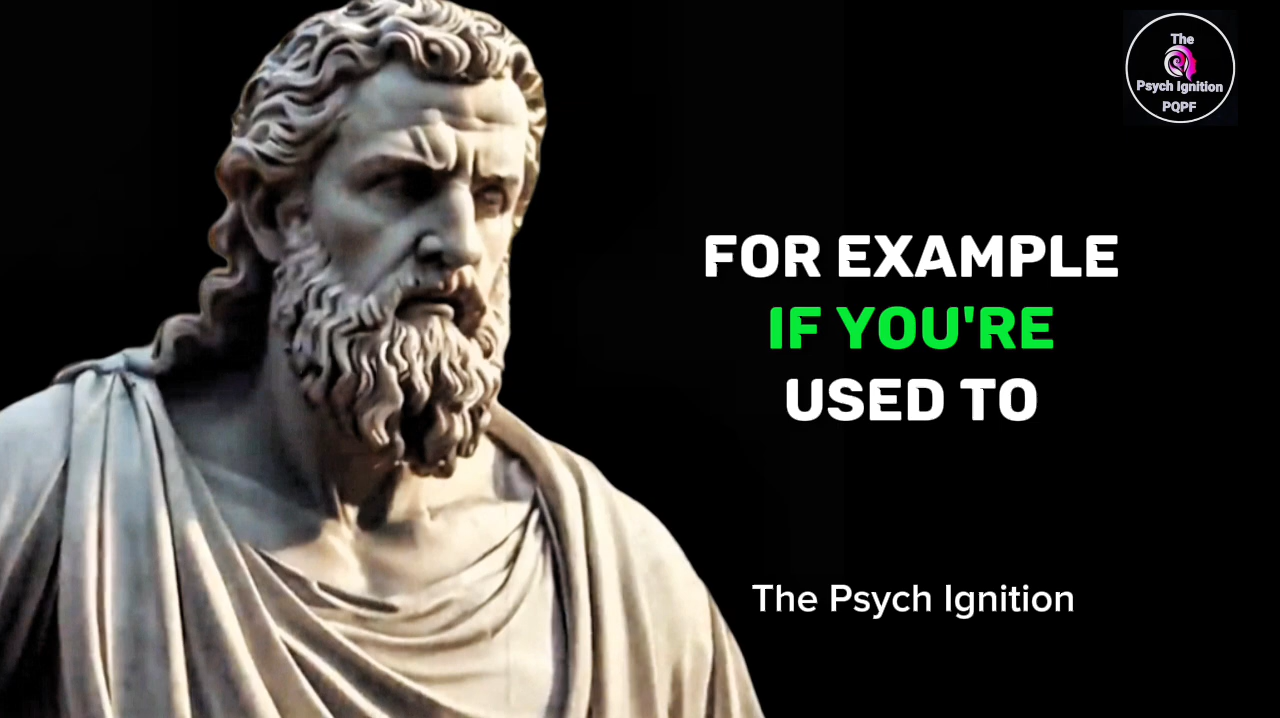 The
Psych Ignition
PQPF
FOR EXAMPLE
IF YOU'RE
USED TO
The Psych Ignition